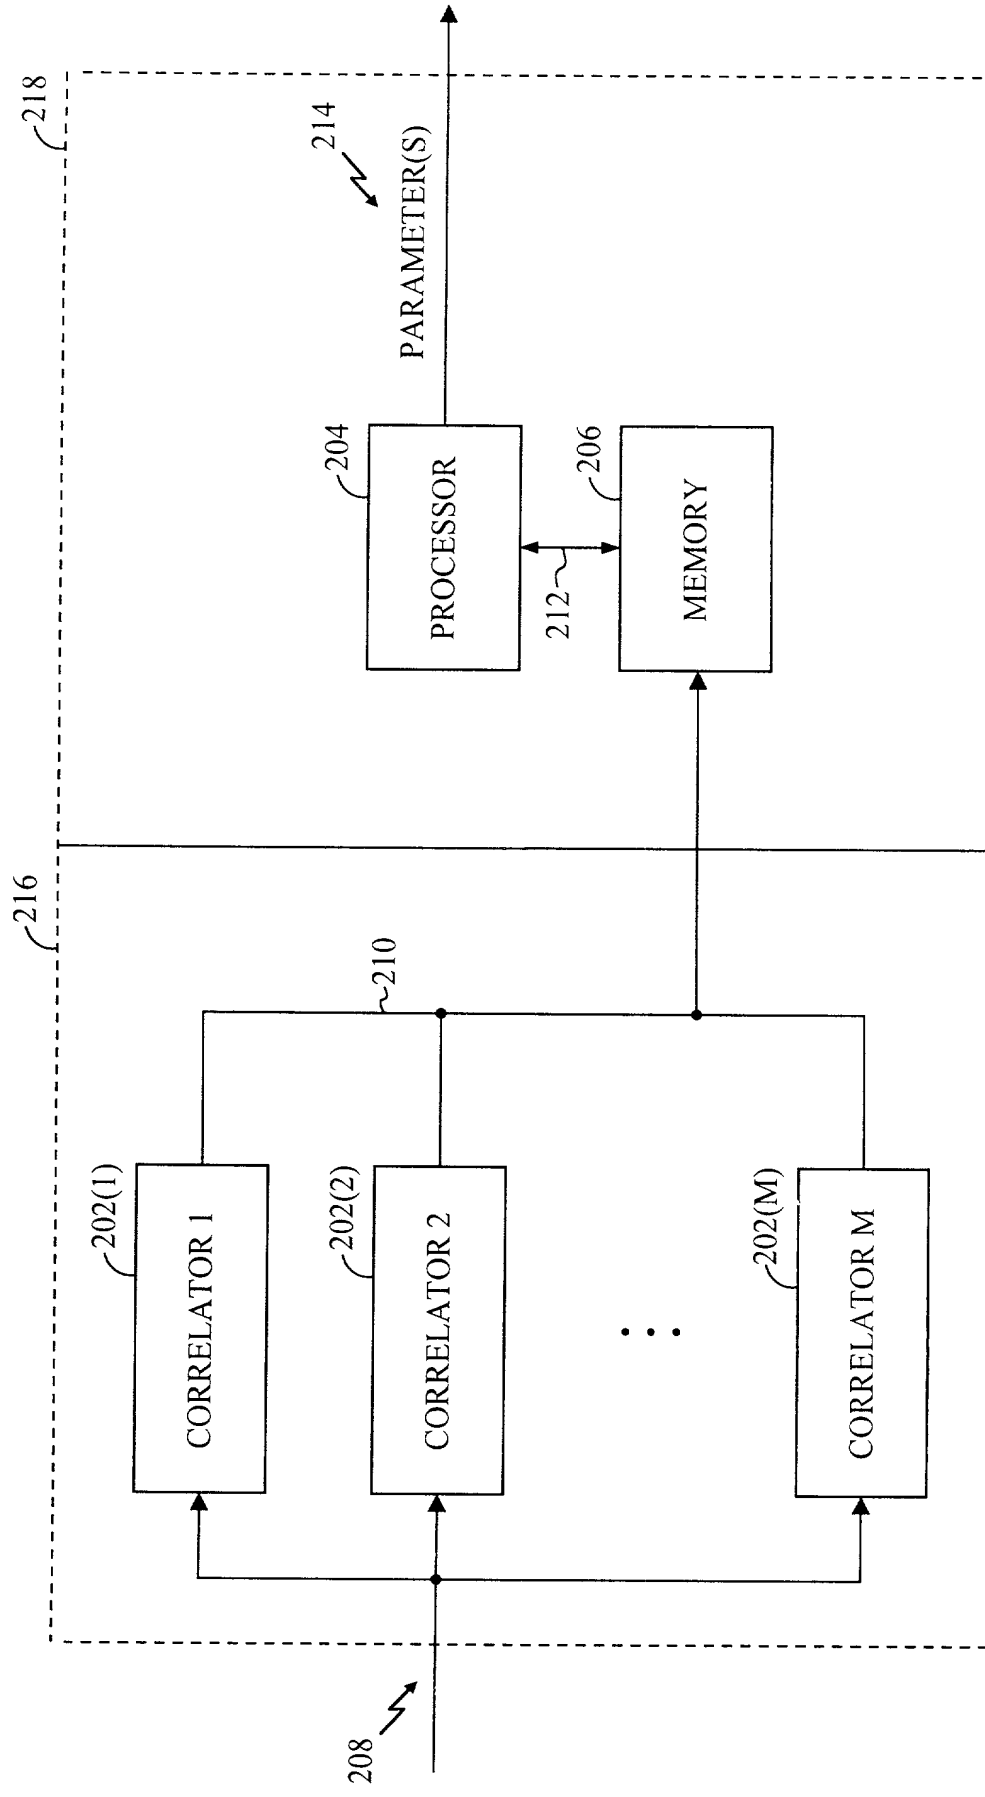 208
216
218
202(1)
CORRELATOR 1
202(2)
CORRELATOR 2
202(M)
CORRELATOR M
210
204
PROCESSOR
212
206
MEMORY
214
PARAMETER(S)